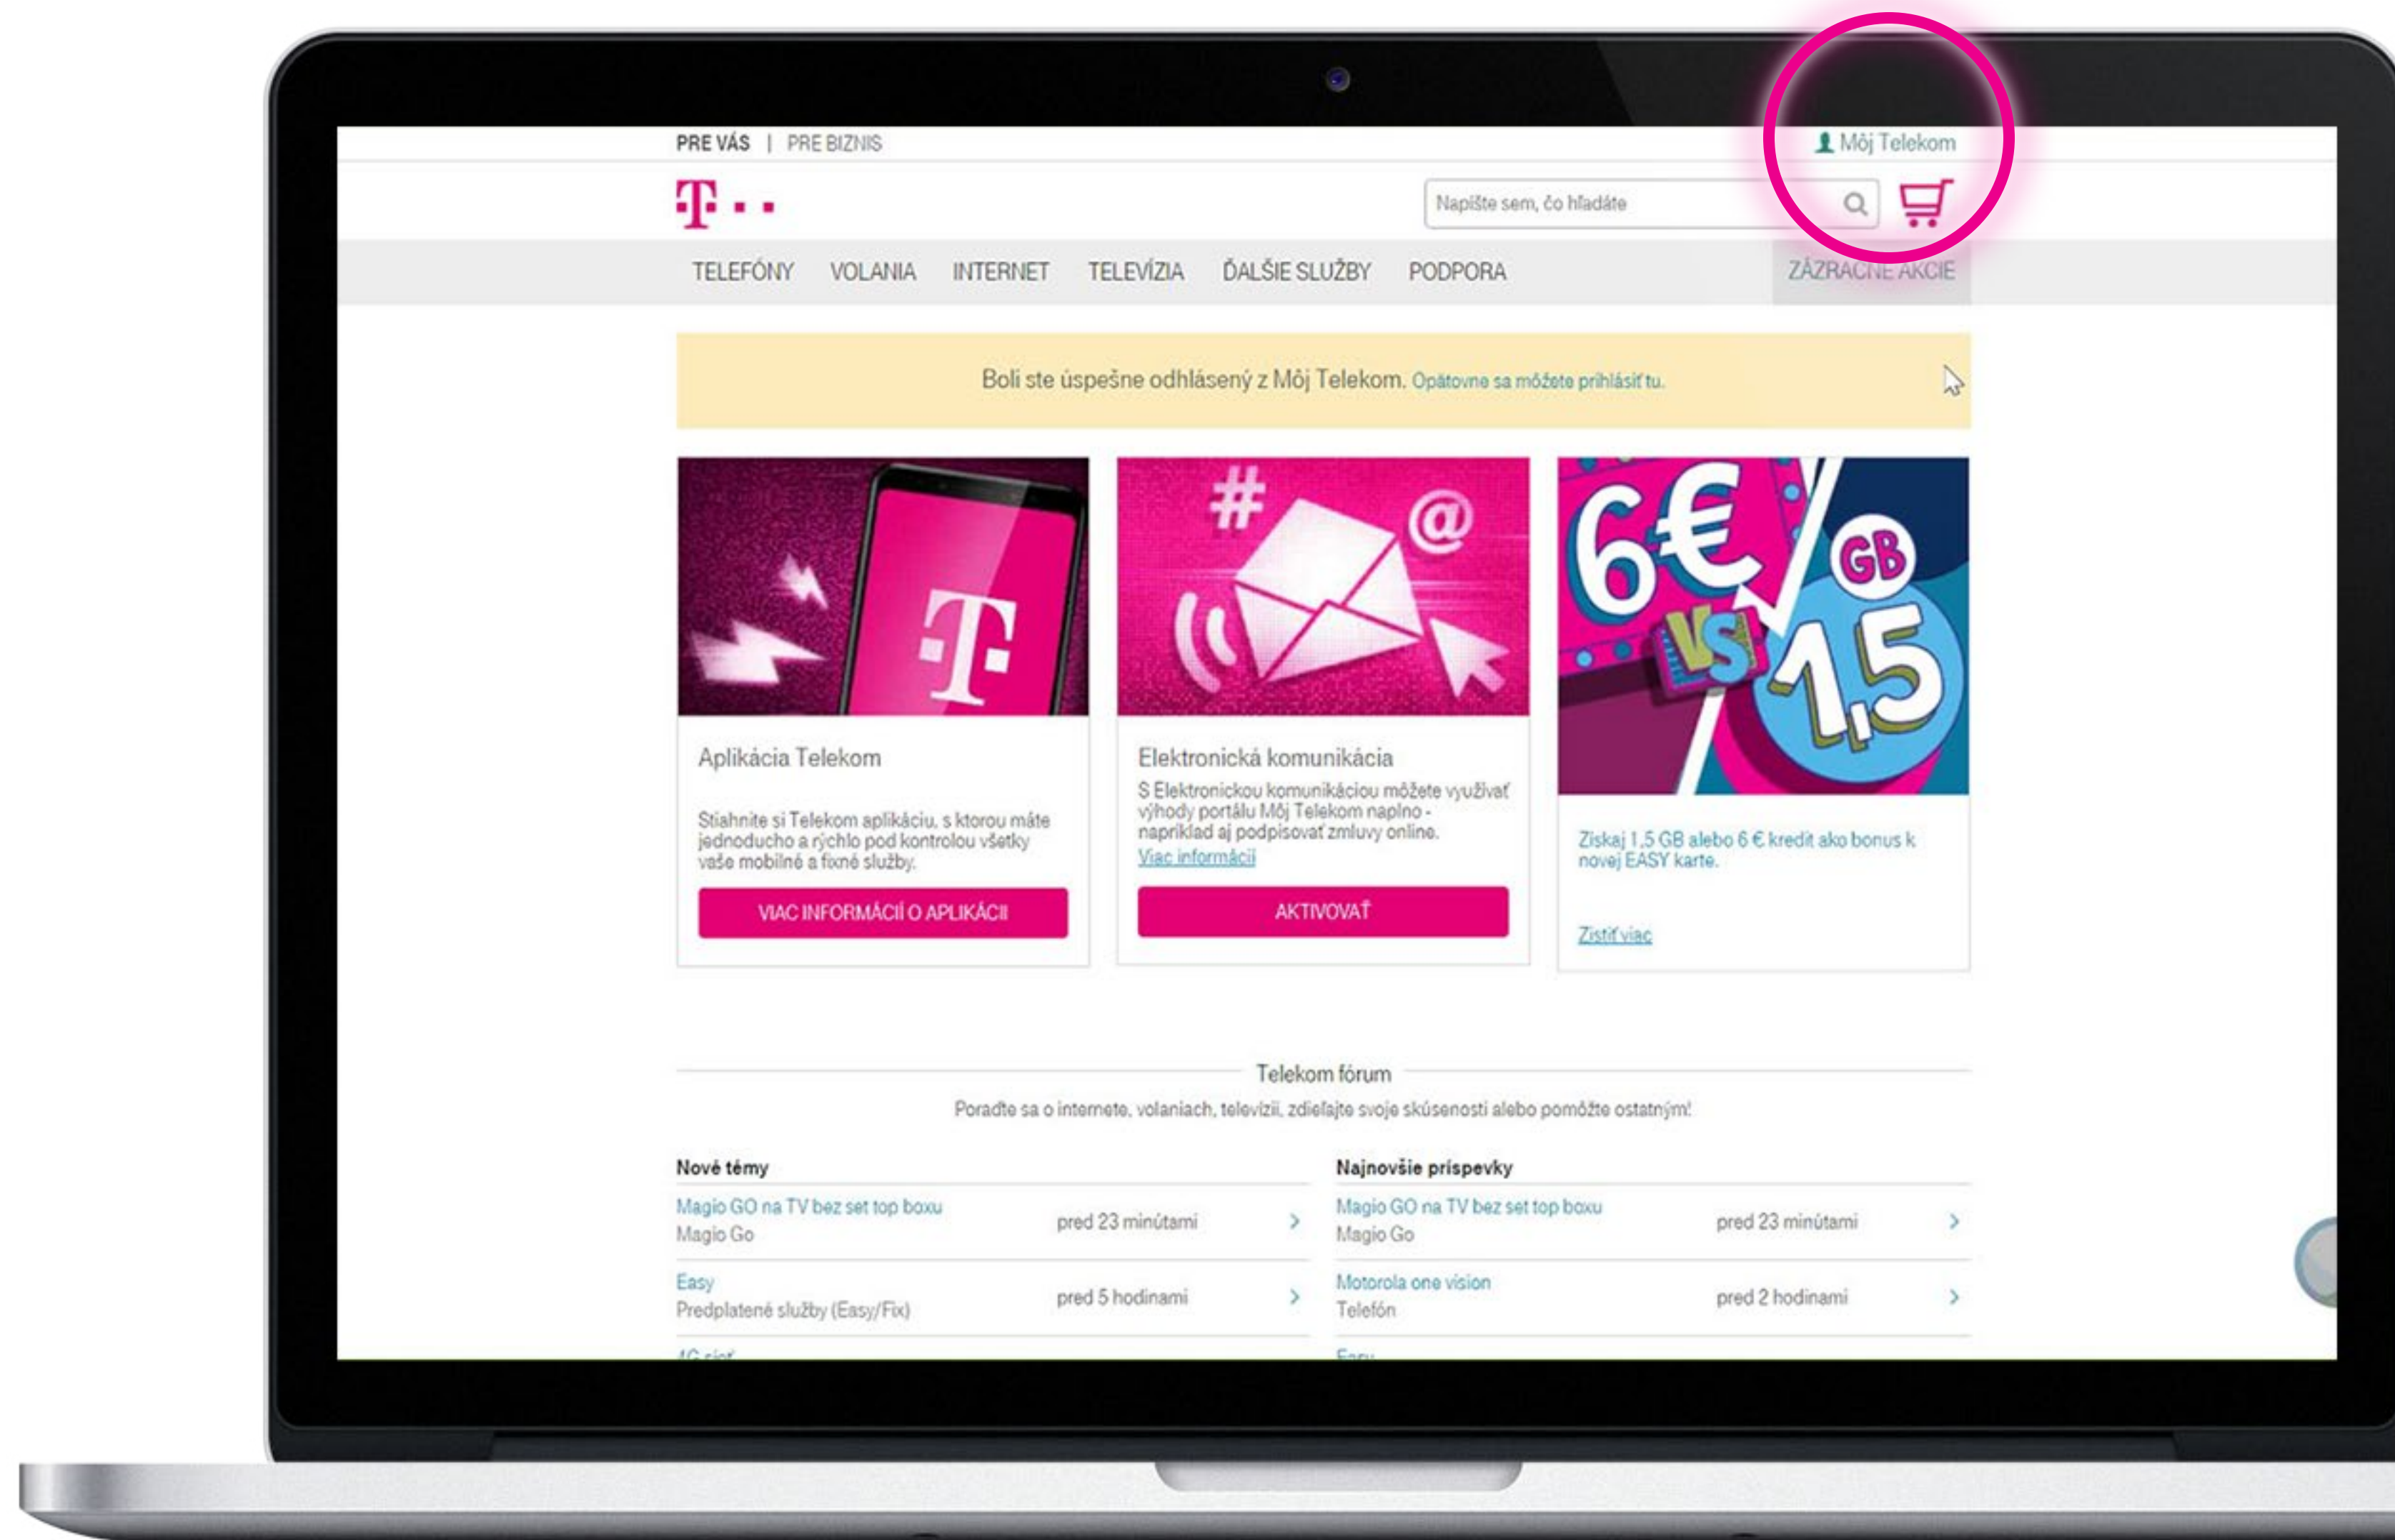 PRE VÁS | PRE BIZNIS
Môj Telekom
T
Napíšte sem, čo hľadáte
TELEFÓNY VOLANIA INTERNET TELEVÍZIA ĎALŠIE SLUŽBY PODPORA ZÁZRAČNÉ AKCIE
Boli ste úspešne odhlásený z Môj Telekom. Opätovne sa môžete prihlásiť tu.
T
# @
6€
GB
VS
1,5
Aplikácia Telekom
Stiahnite si Telekom aplikáciu, s ktorou máte
jednoducho a rýchlo pod kontrolou všetky
vaše mobilné a fixné služby.
VIAC INFORMÁCIÍ O APLIKÁCII
Elektronická komunikácia
S Elektronickou komunikáciou môžete využívať
výhody portálu Môj Telekom naplno -
napríklad aj podpisovať zmluvy online.
Viac informácií
AKTIVOVAŤ
Získaj 1,5 GB alebo 6 € kredit ako bonus k
novej EASY karte.
Zistiť viac
Telekom fórum
Poraďte sa o internete, volaniach, televízii, zdieľajte svoje skúsenosti alebo pomôžte ostatným!
Nové témy
Magio GO na TV bez set top boxu
Magio Go
pred 23 minútami
Easy
Predplatené služby (Easy/Fix)
pred 5 hodinami
4G sieť
Najnovšie príspevky
Magio GO na TV bez set top boxu
Magio Go
pred 23 minútami
Motorola one vision
Telefón
pred 2 hodinami
Easy